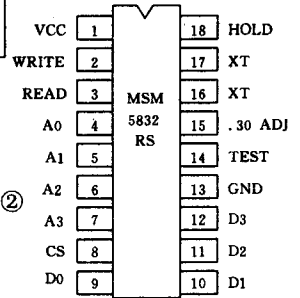 VCC 1 18 HOLD
WRITE 2 17 XT
READ 3 MSM 16 XT
A0 4 5832 15 .30 ADJ
A1 5 RS 14 TEST
A2 6 13 GND
②
A3 7 12 D3
CS 8 11 D2
D0 9 10 D1